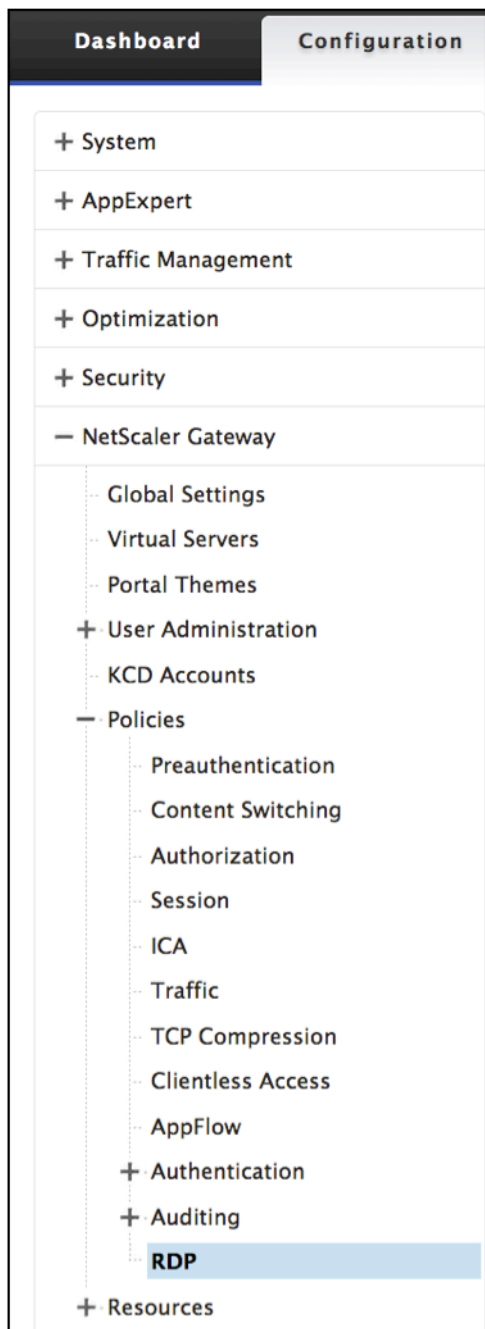 Dashboard Configuration
System
AppExpert
Traffic Management
Optimization
Security
NetScaler Gateway
Global Settings
Virtual Servers
Portal Themes
User Administration
KCD Accounts
Policies
Preauthentication
Content Switching
Authorization
Session
ICA
Traffic
TCP Compression
Clientless Access
AppFlow
Authentication
Auditing
RDP
Resources